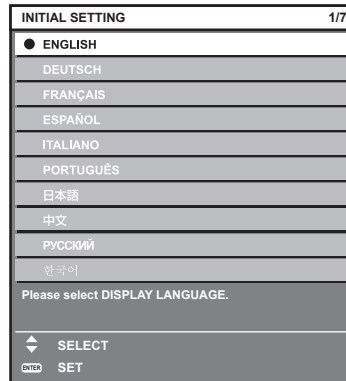 INITIAL SETTING 1/7
ENGLISH
DEUTSCH
FRANÇAIS
ESPAÑOL
ITALIANO
PORTUGUÊS
日本語
中文
РУССКИЙ
한국어
Please select DISPLAY LANGUAGE.
SELECT
ENTER SET